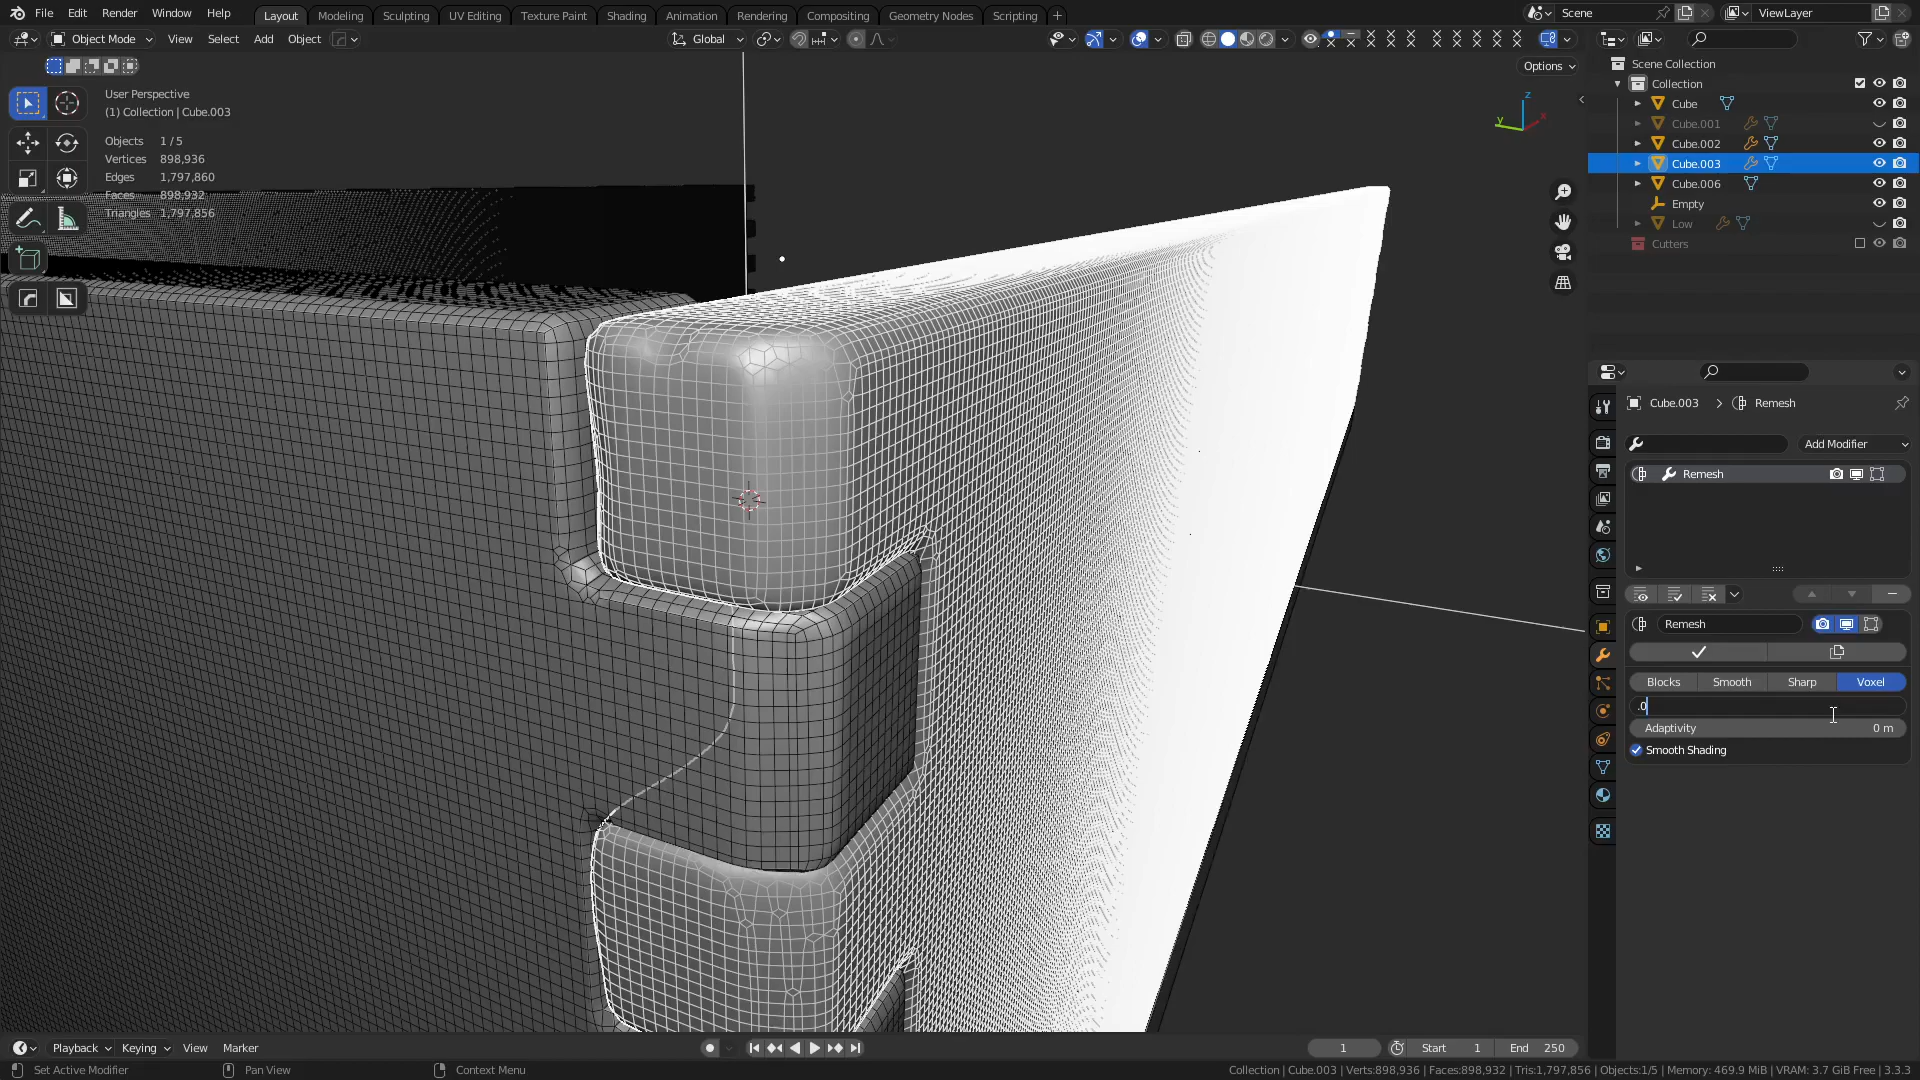 File Edit Render Window Help Layout Modeling Sculpting UV Editing Texture Paint Shading Animation Rendering Compositing Geometry Nodes Scripting + Scene ViewLayer
Object Mode View Select Add Object Global
Options
User Perspective
(1) Collection | Cube.003
Objects 1 / 5
Vertices 898,936
Edges 1,797,860
Faces 898,932
Triangles 1,797,856
z
y
x
Scene Collection
Collection
Cube
Cube.001
Cube.002
Cube.003
Cube.006
Empty
Low
Cutters
Cube.003 > Remesh
Add Modifier
Remesh
Remesh
Blocks Smooth Sharp Voxel
.0
Adaptivity 0 m
Smooth Shading
Playback Keying View Marker 1 Start 1 End 250
Set Active Modifier Pan View Context Menu Collection | Cube.003 | Verts:898,936 | Faces:898,932 | Tris:1,797,856 | Objects:1/5 | Memory: 469.9 MiB | VRAM: 3.7 GiB Free | 3.3.3